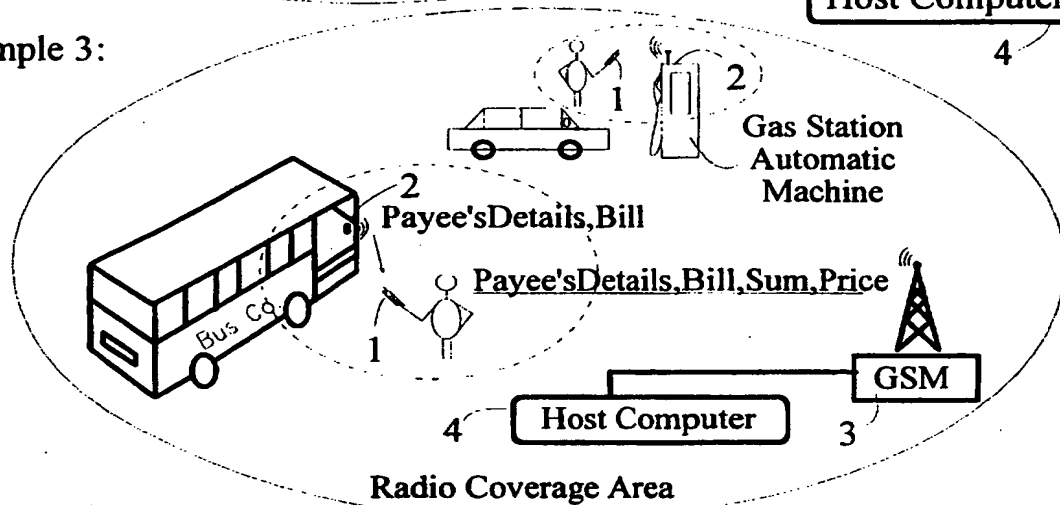 Host Computer
4
mple 3:
1
2
Gas Station
Automatic
Machine
2
Payee'sDetails,Bill
Payee'sDetails,Bill,Sum,Price
Bus Co.
1
GSM
3
4
Host Computer
Radio Coverage Area